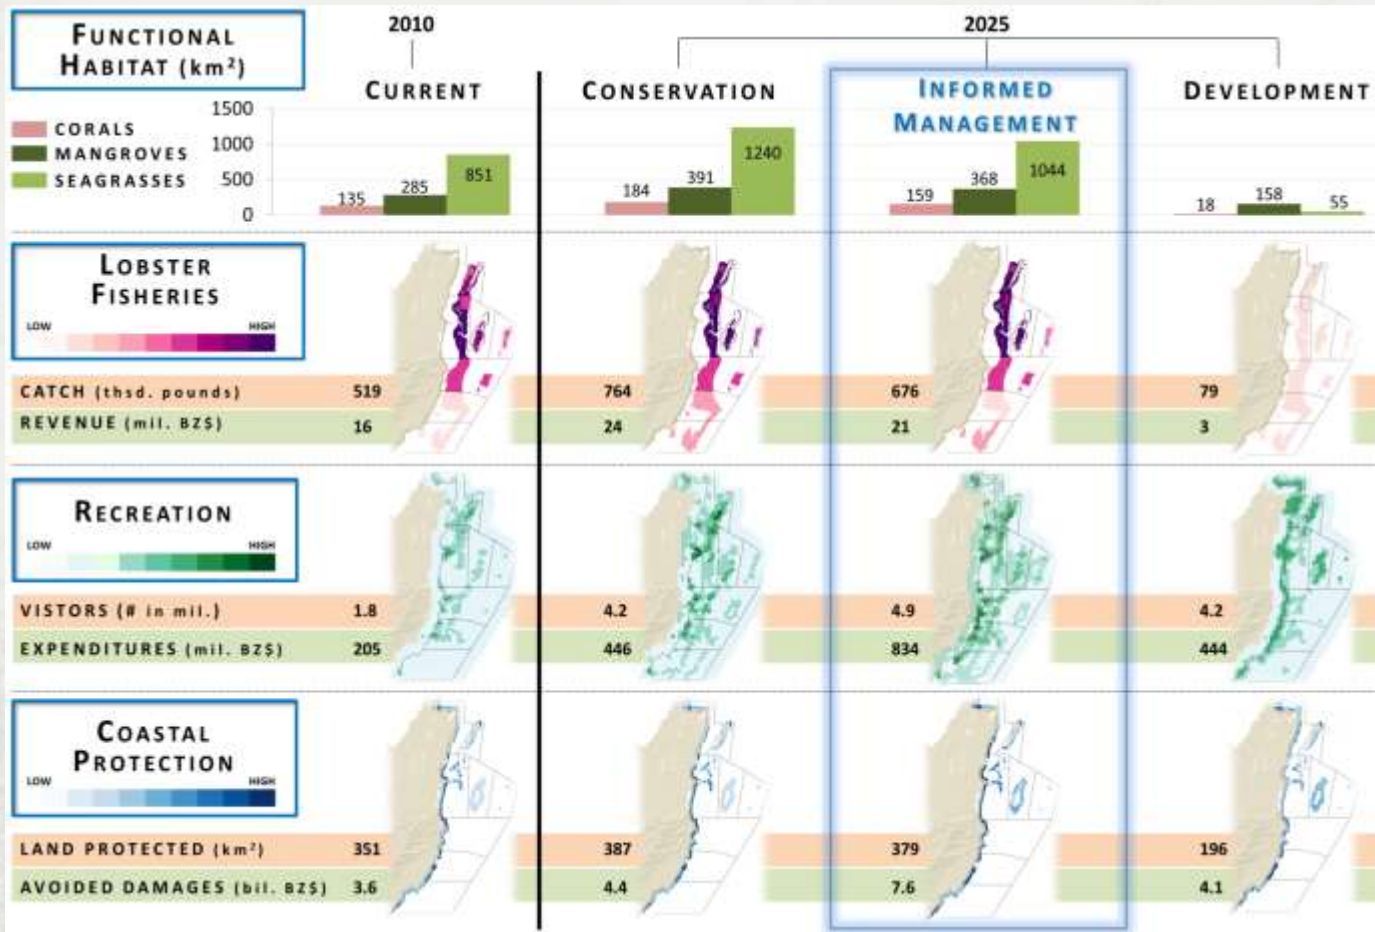 FUNCTIONAL
HABITAT (km²)
2010
2025
CURRENT
CONSERVATION
INFORMED
MANAGEMENT
DEVELOPMENT
CORALS
MANGROVES
SEAGRASSES
1500
1000
500
0
135
285
851
184
391
1240
159
368
1044
18
158
55
LOBSTER
FISHERIES
LOW HIGH
CATCH (thsd. pounds) 519 764 676 79
REVENUE (mil. BZ$) 16 24 21 3
RECREATION
LOW HIGH
VISTORS (# in mil.) 1.8 4.2 4.9 4.2
EXPENDITURES (mil. BZ$) 205 446 834 444
COASTAL
PROTECTION
LOW HIGH
LAND PROTECTED (km²) 351 387 379 196
AVOIDED DAMAGES (bil. BZ$) 3.6 4.4 7.6 4.1